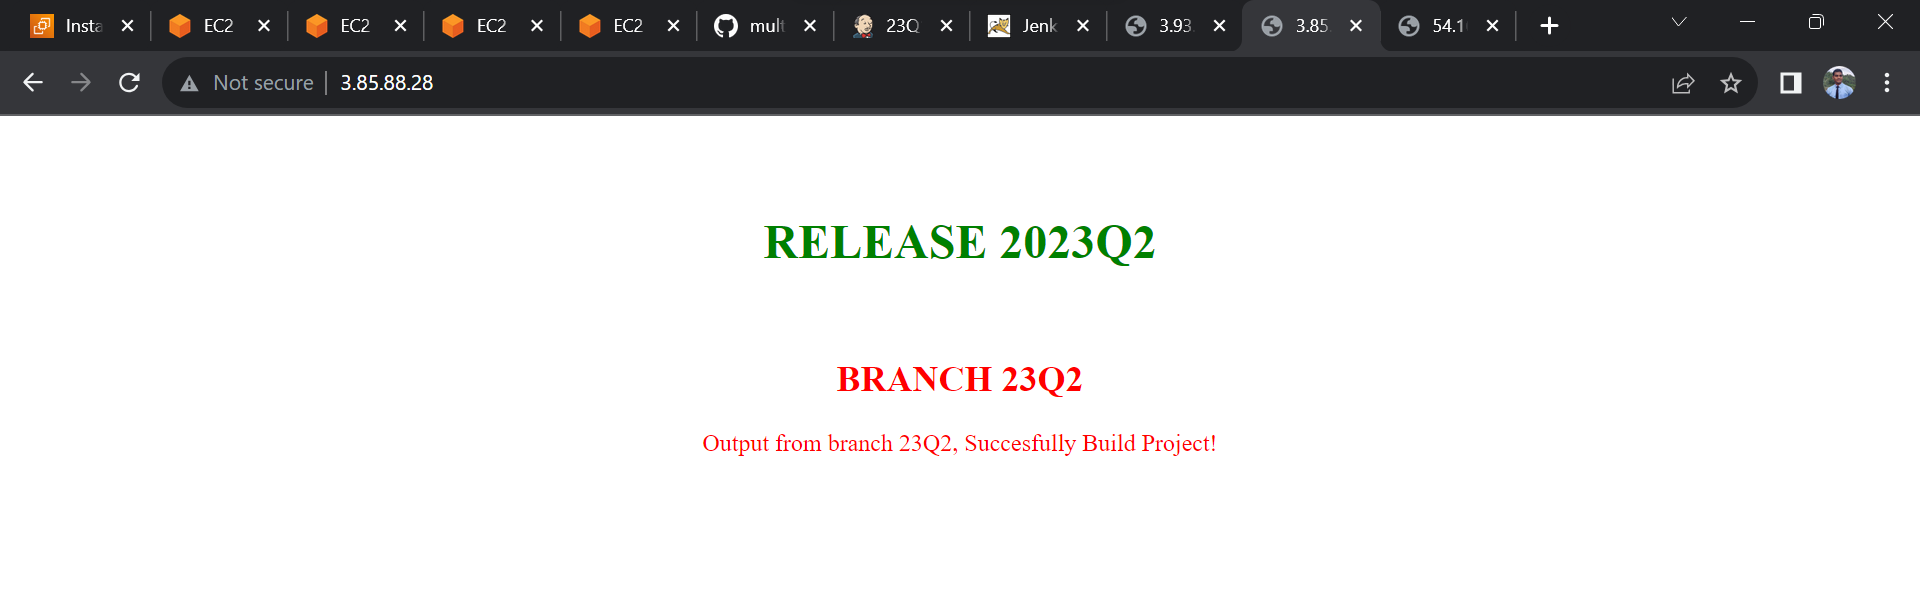 Insta
EC2
EC2
EC2
EC2
mult
23Q
Jenk
3.93.
3.85.
54.1
Not secure
3.85.88.28
RELEASE 2023Q2
BRANCH 23Q2
Output from branch 23Q2, Succesfully Build Project!